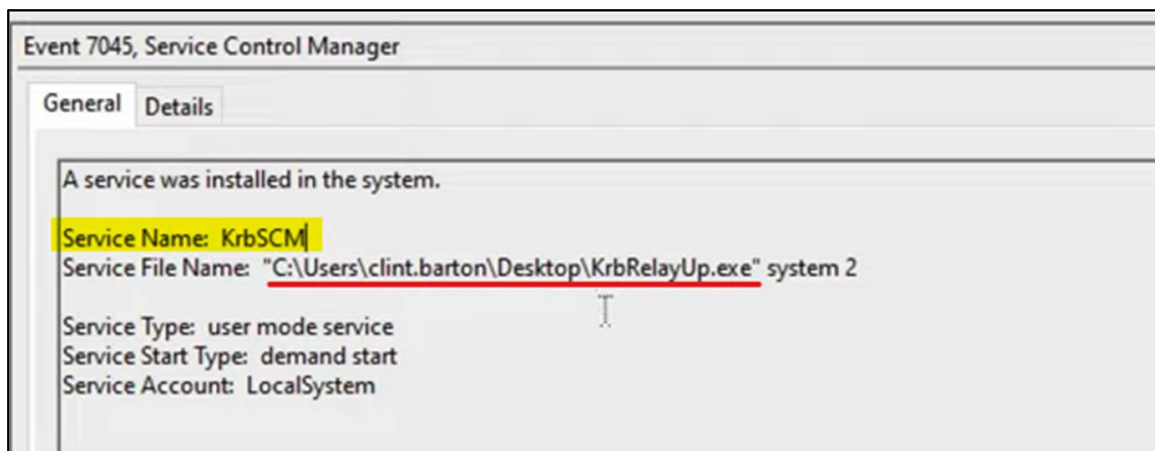 Event 7045, Service Control Manager
General Details
A service was installed in the system.
Service Name: KrbSCM
Service File Name: "C:\Users\clint.barton\Desktop\KrbRelayUp.exe" system 2
Service Type: user mode service
Service Start Type: demand start
Service Account: LocalSystem